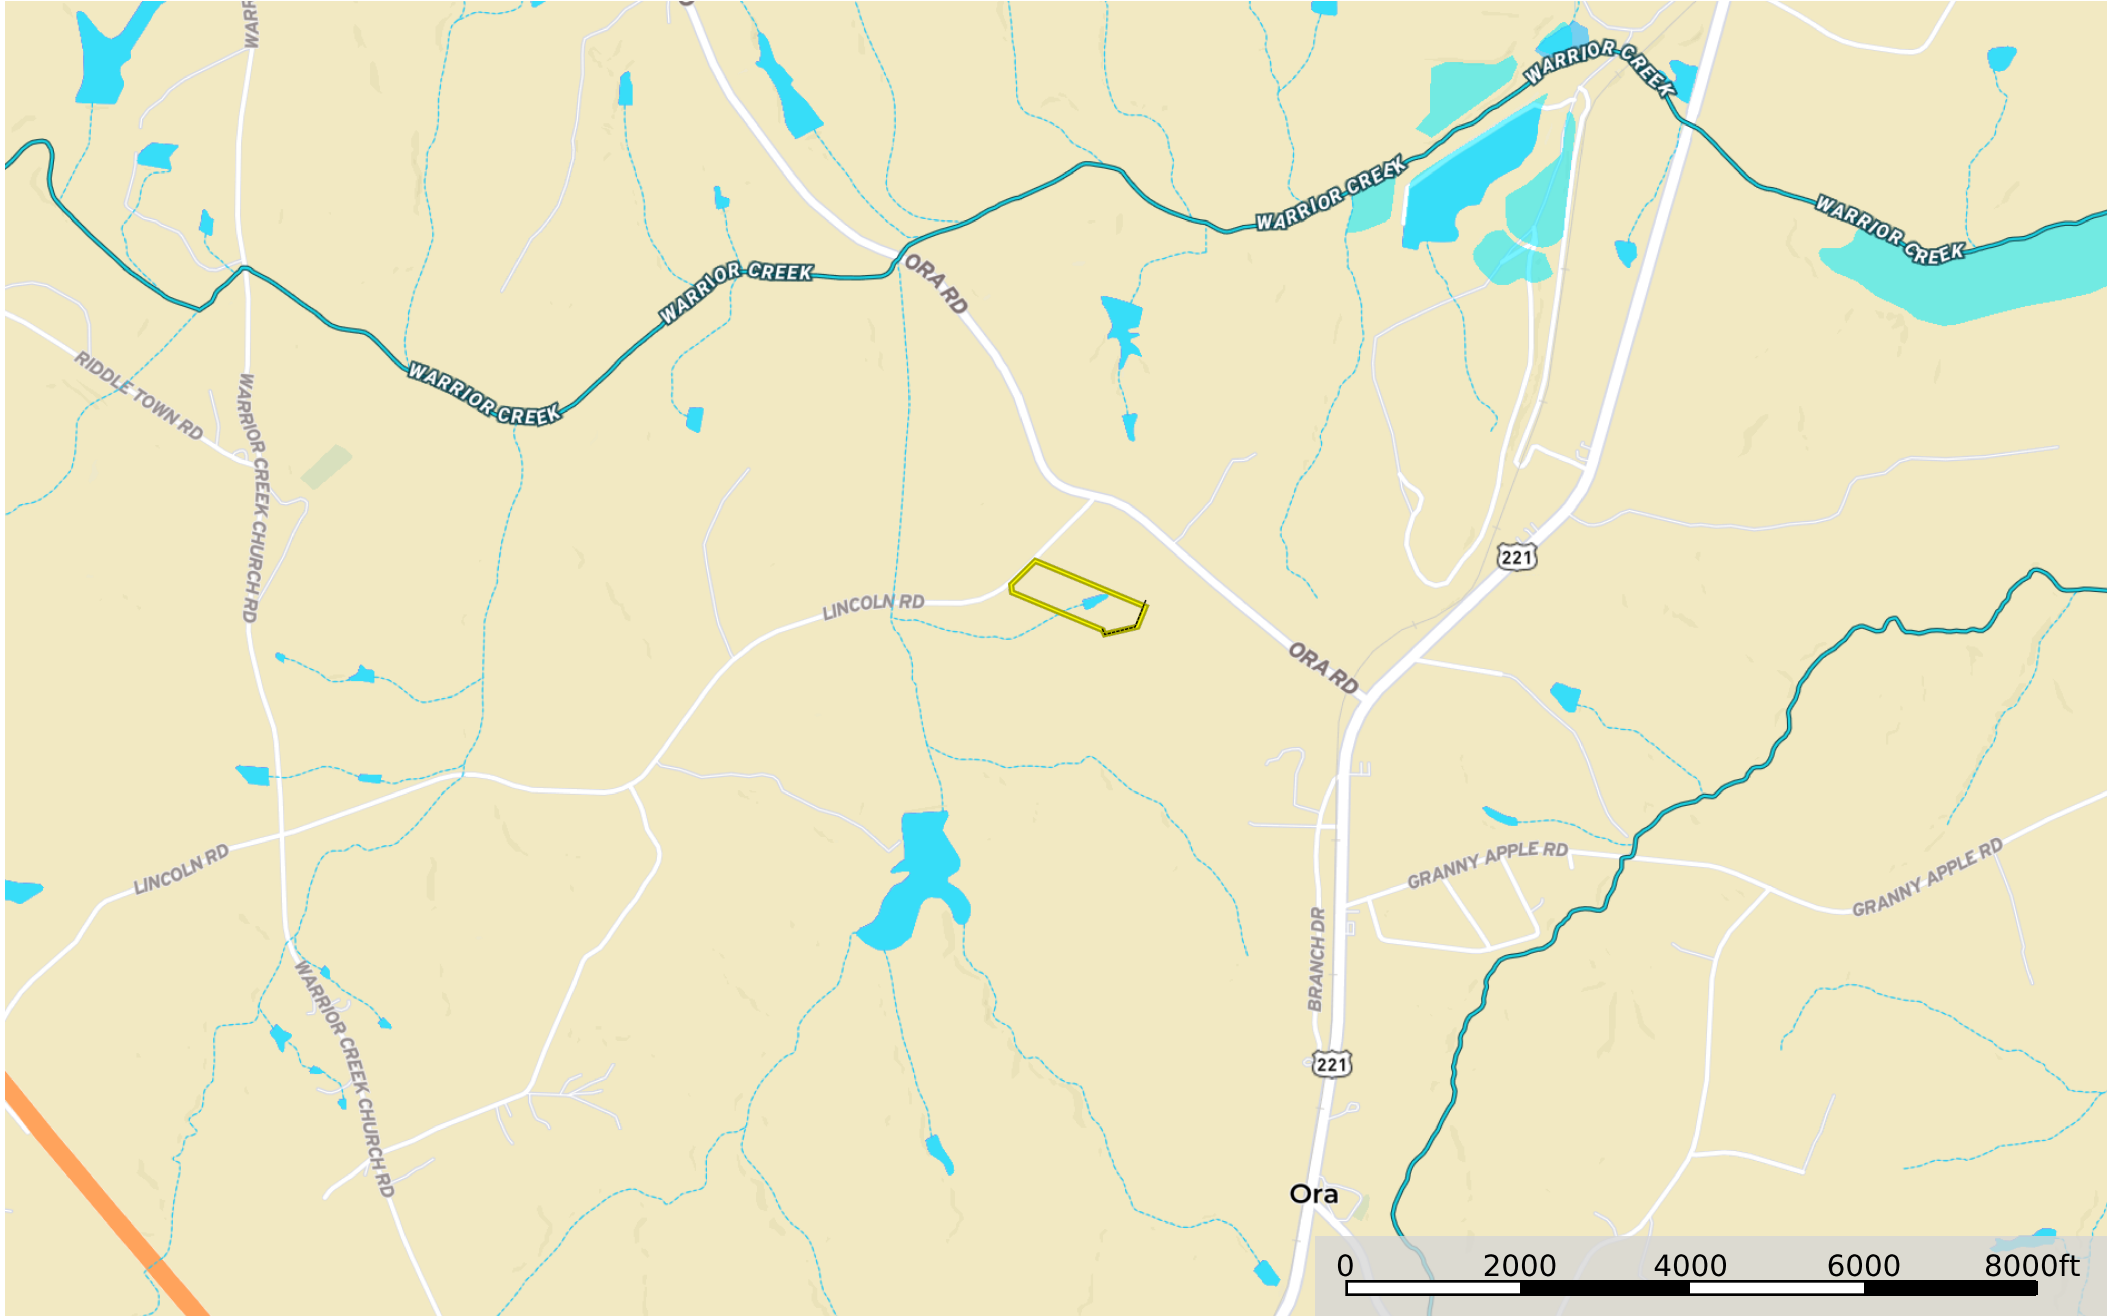 WARRIOR CREEK
WARRIOR CREEK
WARRIOR CREEK
WARRIOR CREEK
WARRIOR CREEK
ORA RD
RIDDLE TOWN RD
WARRIOR CREEK CHURCH RD
221
LINCOLN RD
ORA RD
GRANNY APPLE RD
GRANNY APPLE RD
LINCOLN RD
BRANCH DR
WARRIOR CREEK CHURCH RD
221
Ora
0 2000 4000 6000 8000ft